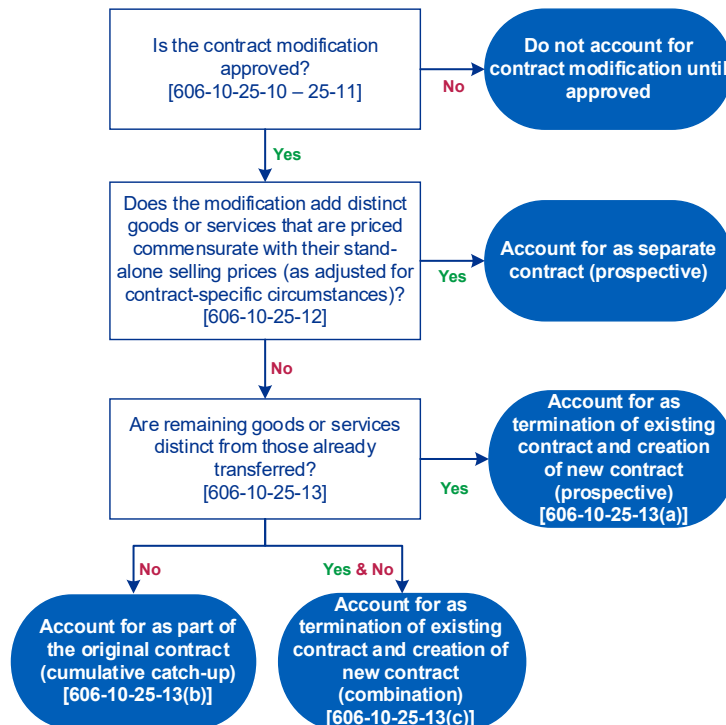 Is the contract modification
approved?
[606-10-25-10 – 25-11]
No
Do not account for
contract modification until
approved
Yes
Does the modification add distinct
goods or services that are priced
commensurate with their stand-
alone selling prices (as adjusted for
contract-specific circumstances)?
[606-10-25-12]
Yes
Account for as separate
contract (prospective)
No
Are remaining goods or services
distinct from those already
transferred?
[606-10-25-13]
Yes
Account for as
termination of existing
contract and creation
of new contract
(prospective)
[606-10-25-13(a)]
No
Yes & No
Account for as part of
the original contract
(cumulative catch-up)
[606-10-25-13(b)]
Account for as
termination of existing
contract and creation of
new contract
(combination)
[606-10-25-13(c)]